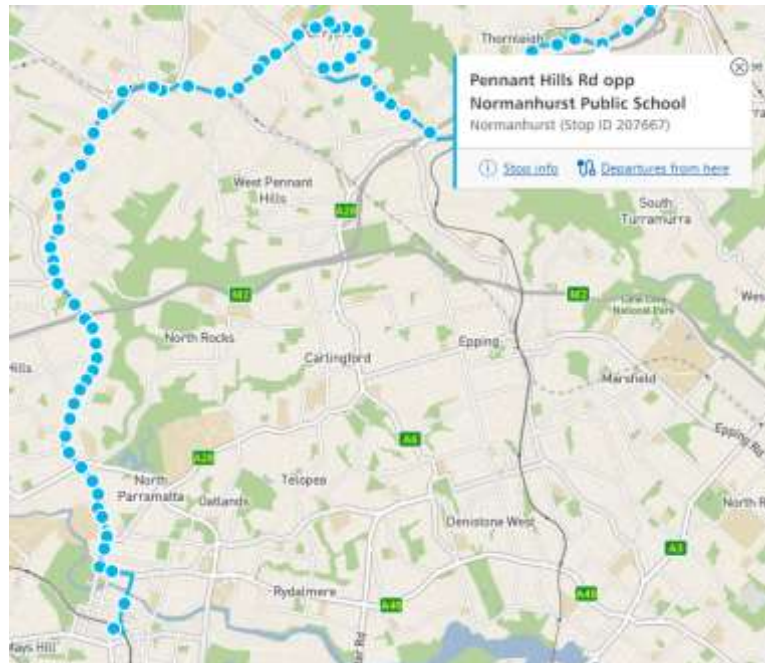 Thornleigh
Pennant Hills Rd opp
Normanhurst Public School
Normanhurst (Stop ID 207667)
Stop info
Departures from here
West Pennant
Hills
A28
South
Turramurra
M2
M2
Lane Cove
National Park
North Rocks
Carlingford
Epping
Marsfield
Hills
A6
Epping Rd
A28
North
Parramatta
Oatlands
Telopea
North R
Denistone West
A3
Rydalmere
A40
A40
Mays Hill